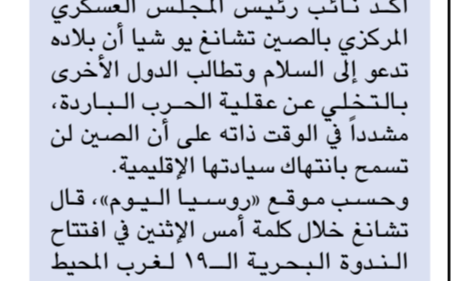 أكد نائب رئيس المجلس العسكري
المركزي بالصين تشانغ يو شيا أن بلاده
تدعو إلى السلام وتطالب الدول الأخرى
بالتخلي عن عقلية الحرب الباردة،
مشدداً في الوقت ذاته على أن الصين لن
تسمح بانتهاك سيادتها الإقليمية.
وحسب موقع «روسيا اليوم»، قال
تشانغ خلال كلمة أمس الإثنين في افتتاح
الندوة البحرية الـ١٩ لغرب المحيط